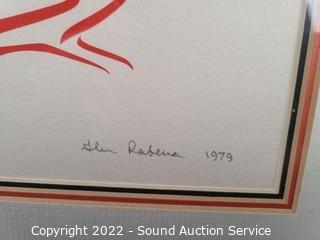 Glen Rabena 1979
Copyright 2022 - Sound Auction Service